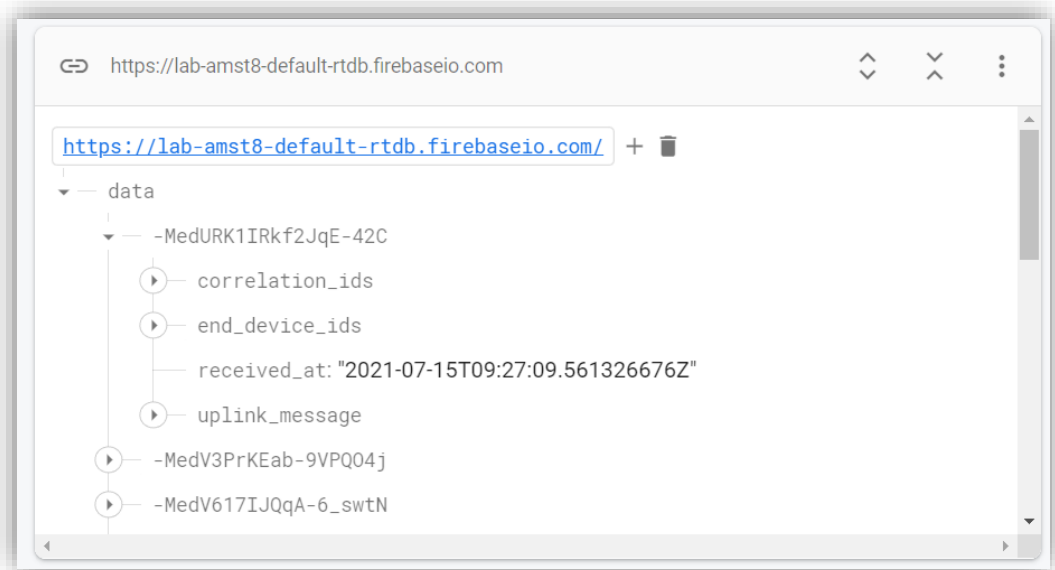 https://lab-amst8-default-rtdb.firebaseio.com
https://lab-amst8-default-rtdb.firebaseio.com/
data
-MedURK1IRkf2JqE-42C
correlation_ids
end_device_ids
received_at: "2021-07-15T09:27:09.561326676Z"
uplink_message
-MedV3PrKEab-9VPQO4j
-MedV617IJQqA-6_swtN